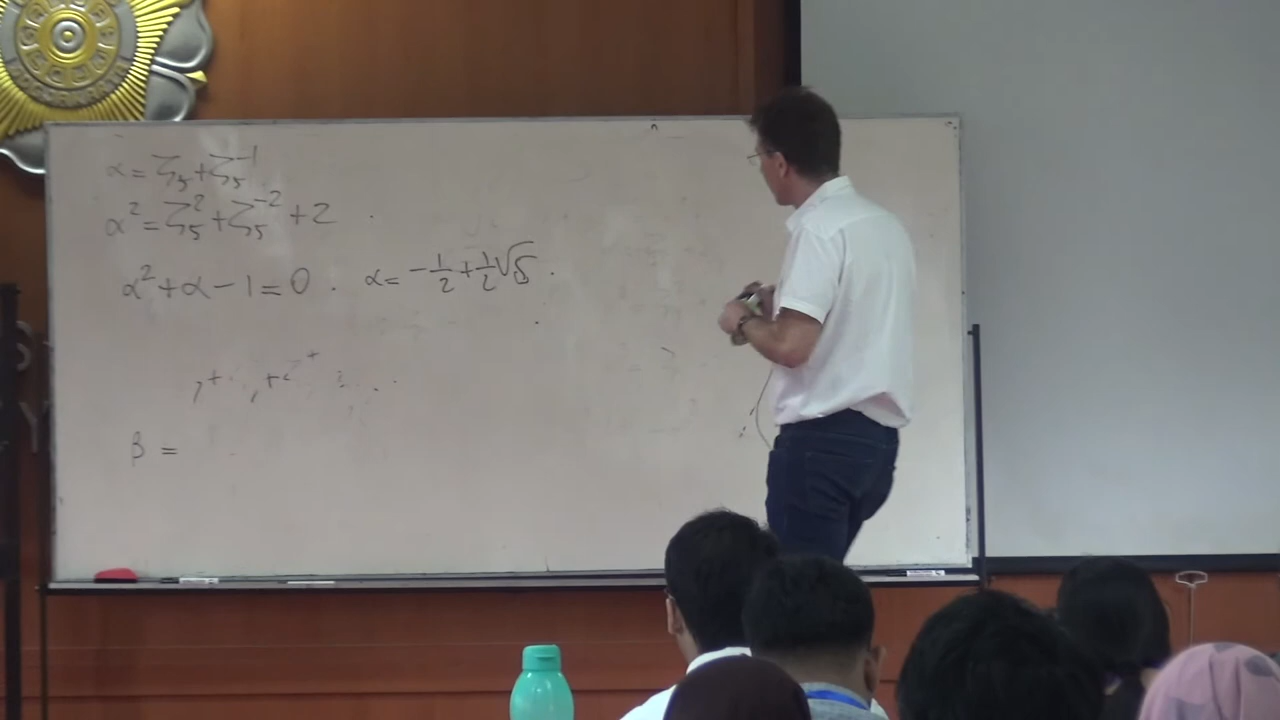 α = ζ₅ + ζ₅⁻¹
α² = ζ₅² + ζ₅⁻² + 2 .
α² + α − 1 = 0 . α = −1/2 + 1/2 √5 .
β =